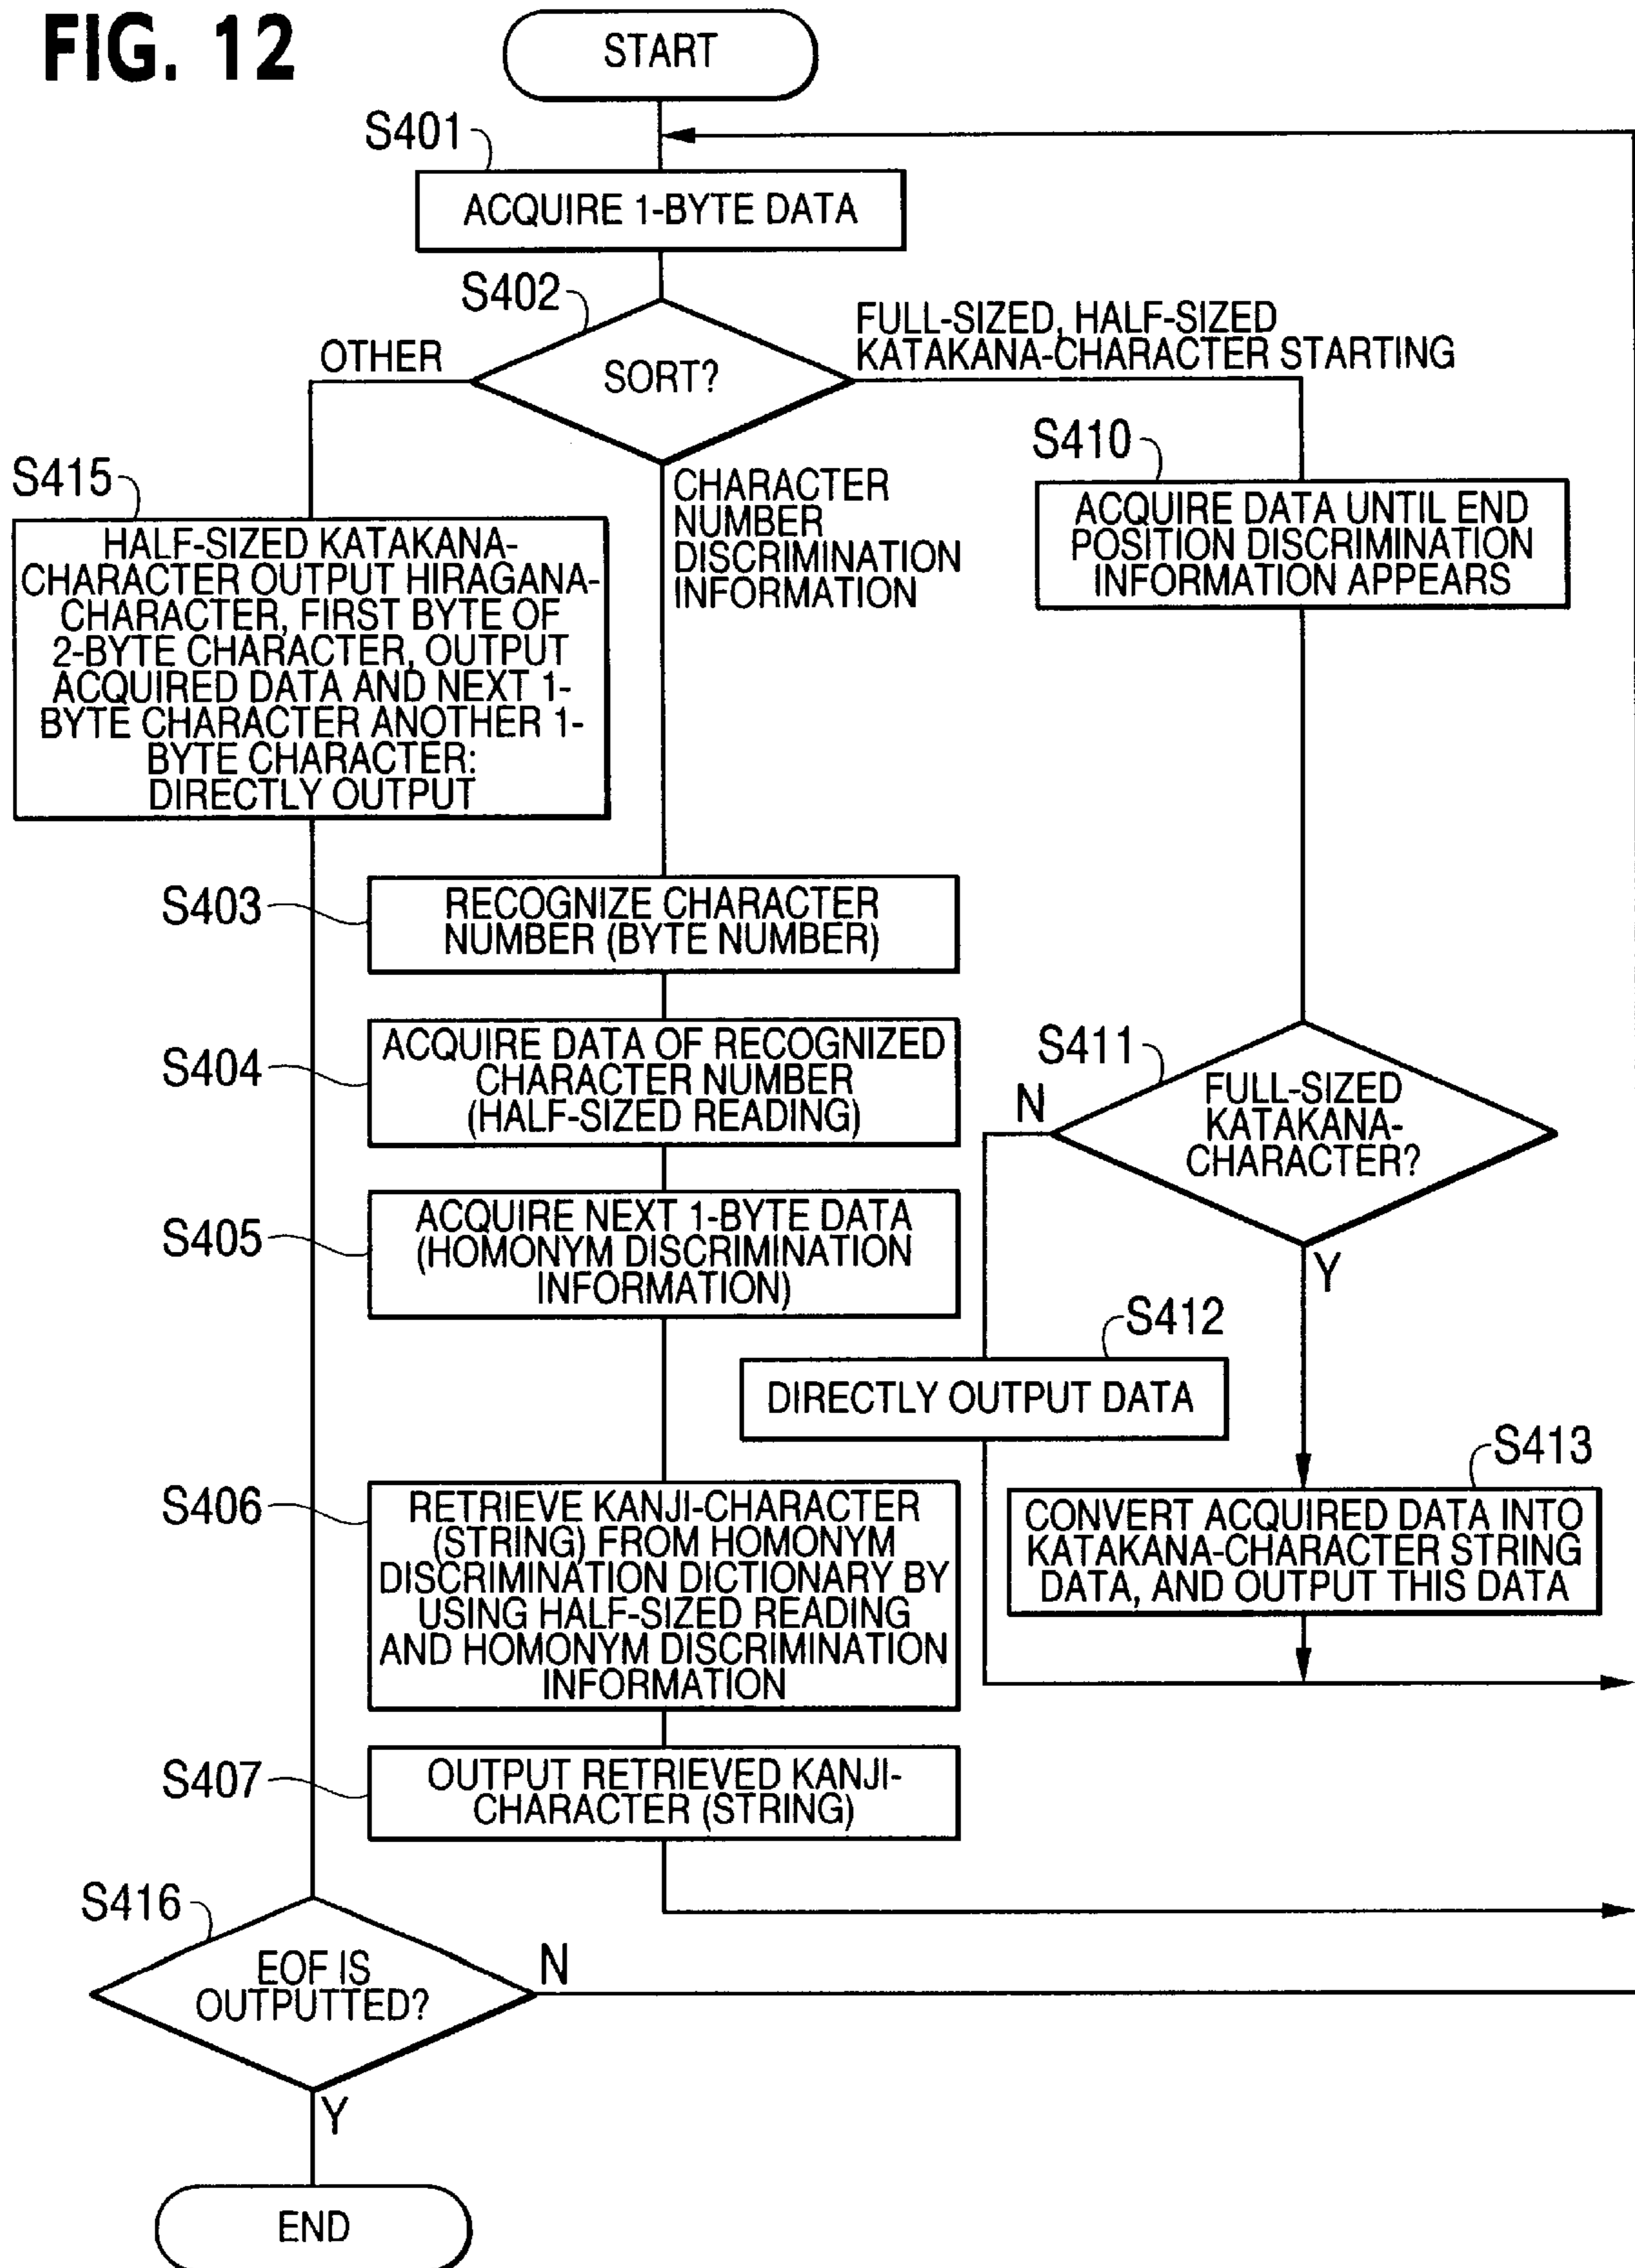 FIG. 12
START
S401
ACQUIRE 1-BYTE DATA
S402
SORT?
OTHER
FULL-SIZED, HALF-SIZED
KATAKANA-CHARACTER STARTING
CHARACTER
NUMBER
DISCRIMINATION
INFORMATION
S415
HALF-SIZED KATAKANA-
CHARACTER OUTPUT HIRAGANA-
CHARACTER, FIRST BYTE OF
2-BYTE CHARACTER, OUTPUT
ACQUIRED DATA AND NEXT 1-
BYTE CHARACTER ANOTHER 1-
BYTE CHARACTER:
DIRECTLY OUTPUT
S410
ACQUIRE DATA UNTIL END
POSITION DISCRIMINATION
INFORMATION APPEARS
S403
RECOGNIZE CHARACTER
NUMBER (BYTE NUMBER)
S404
ACQUIRE DATA OF RECOGNIZED
CHARACTER NUMBER
(HALF-SIZED READING)
S405
ACQUIRE NEXT 1-BYTE DATA
(HOMONYM DISCRIMINATION
INFORMATION)
S411
FULL-SIZED
KATAKANA-
CHARACTER?
N
Y
S412
DIRECTLY OUTPUT DATA
S413
CONVERT ACQUIRED DATA INTO
KATAKANA-CHARACTER STRING
DATA, AND OUTPUT THIS DATA
S406
RETRIEVE KANJI-CHARACTER
(STRING) FROM HOMONYM
DISCRIMINATION DICTIONARY BY
USING HALF-SIZED READING
AND HOMONYM DISCRIMINATION
INFORMATION
S407
OUTPUT RETRIEVED KANJI-
CHARACTER (STRING)
S416
EOF IS
OUTPUTTED?
N
Y
END